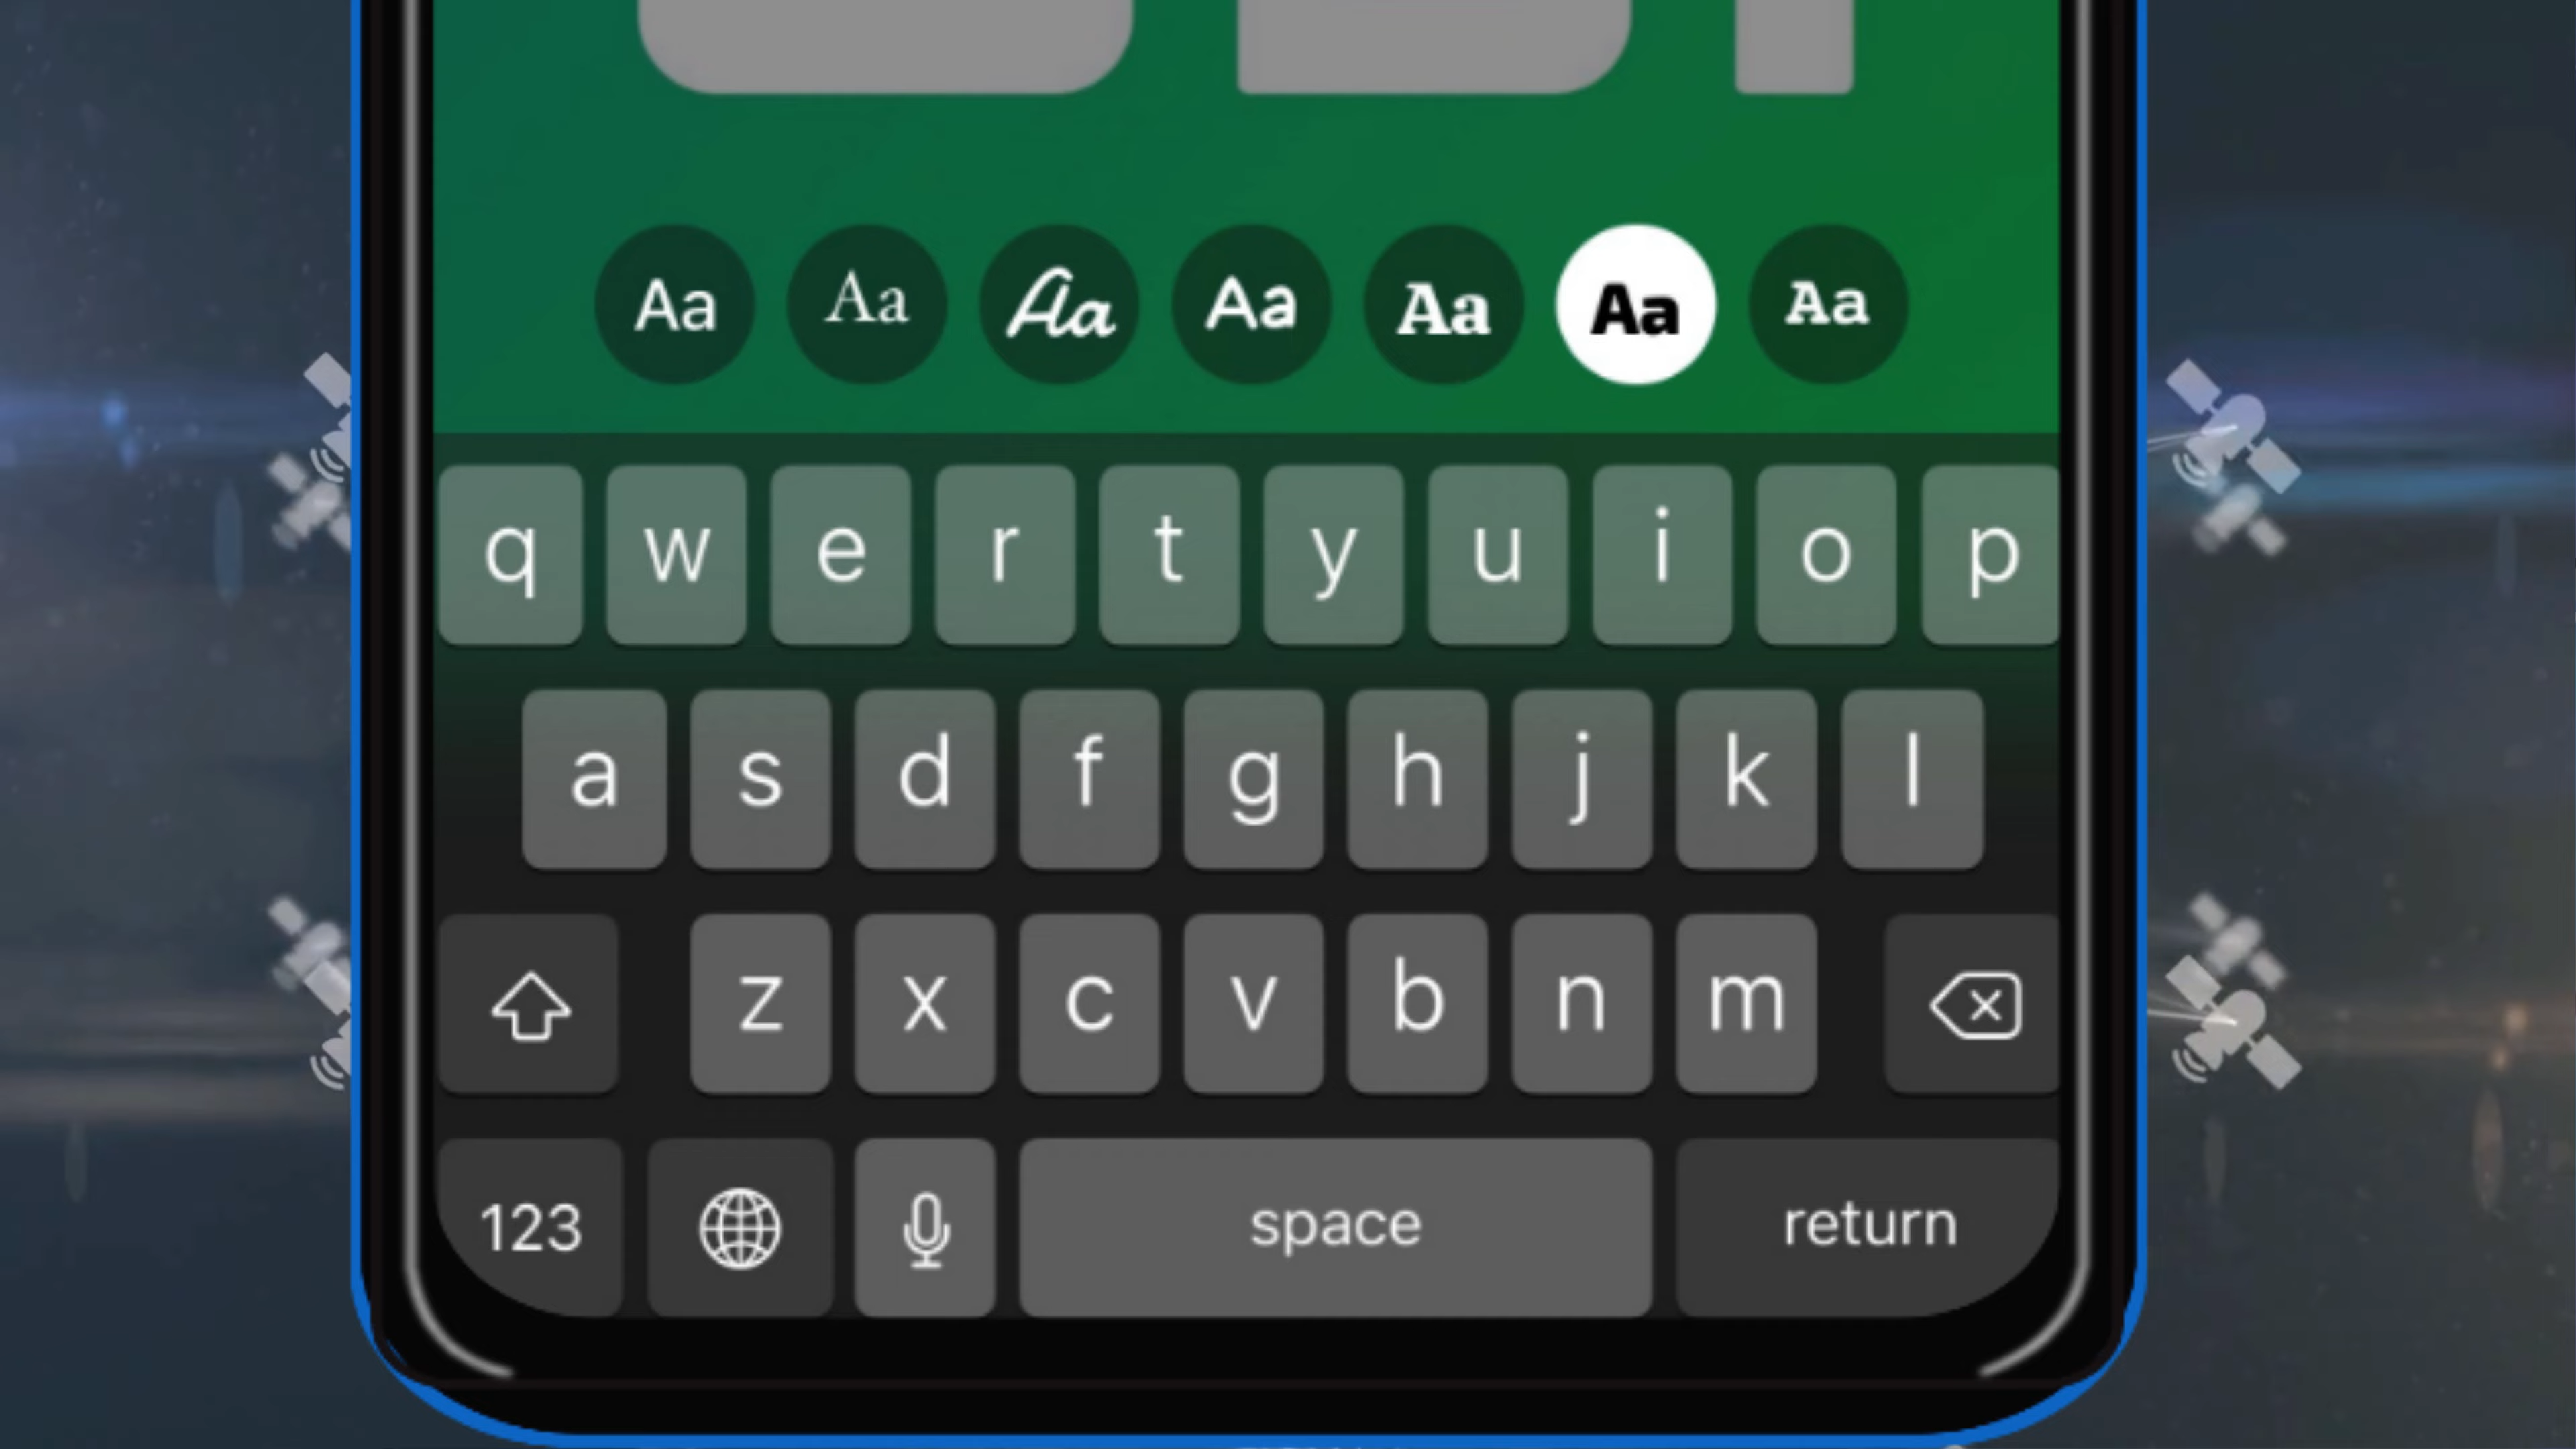 Aa Aa Aa Aa Aa Aa Aa
q w e r t y u i o p
a s d f g h j k l
z x c v b n m
123 space return